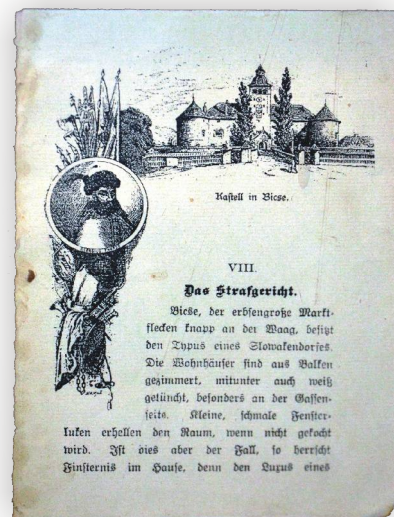 Kastell in Bicse.
VIII.
Das Strafgericht.
Bicse, der erbsengroße Markt-
flecken knapp an der Waag, besitzt
den Typus eines Slowakendorfes.
Die Wohnhäuser sind aus Balken
gezimmert, mitunter auch weiß
getüncht, besonders an der Gassen-
seite. Kleine, schmale Fenster-
luken erhellen den Raum, wenn nicht gekocht
wird. Ist dies aber der Fall, so herrscht
Finsternis im Hause, denn den Luxus eines